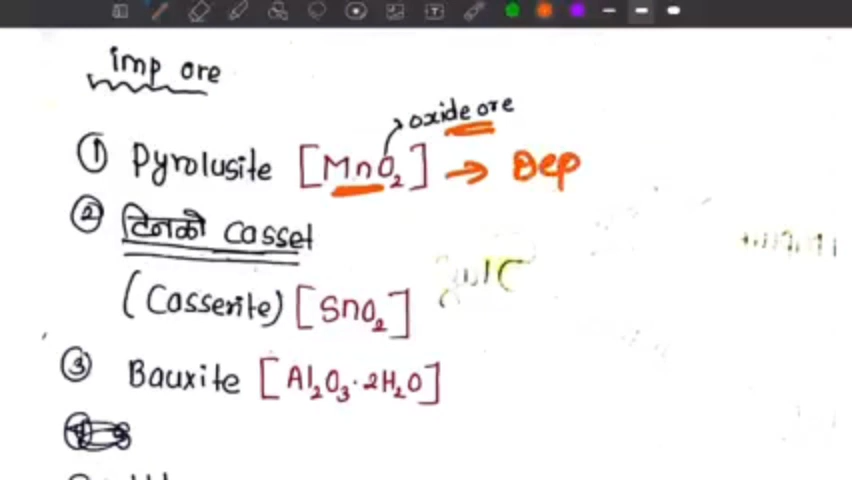 imp ore
① Pyrolusite [MnO₂] → Dep
oxide ore
② टिनको casset
(Casserite) [SnO₂]
③ Bauxite [Al₂O₃·2H₂O]